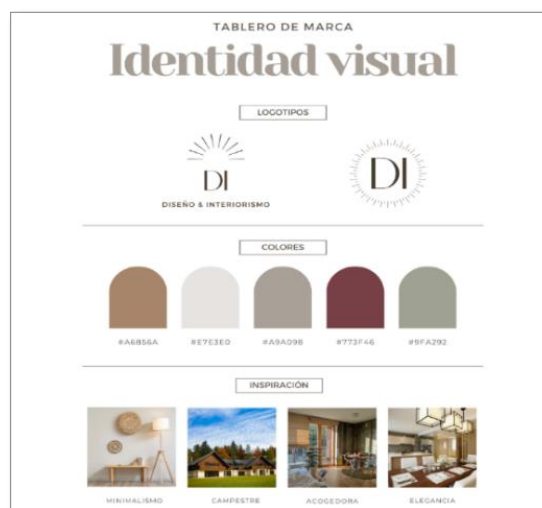 TABLERO DE MARCA
Identidad visual
LOGOTIPOS
DI
DISEÑO & INTERIORISMO
DI
COLORES
#A6856A #E7E3E0 #A9A098 #773F46 #9FA292
INSPIRACIÓN
MINIMALISMO CAMPESTRE ACOGEDORA ELEGANCIA